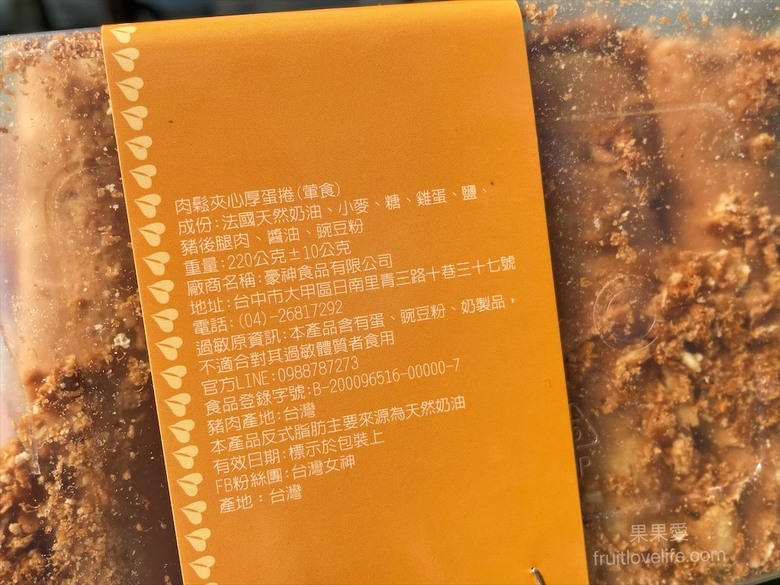 肉鬆夾心厚蛋捲(葷食)
成份:法國天然奶油、小麥、糖、雞蛋、鹽、
豬後腿肉、醬油、豌豆粉
重量:220公克±10公克
廠商名稱:豪神食品有限公司
地址:台中市大甲區日南里青三路十巷三十七號
電話:(04)-26817292
過敏原資訊:本產品含有蛋、豌豆粉、奶製品，
不適合對其過敏體質者食用
官方LINE:0988787273
食品登錄字號:B-200096516-00000-7
豬肉產地:台灣
本產品反式脂肪主要來源為天然奶油
有效日期:標示於包裝上
FB粉絲團:台灣女神
產地:台灣
果果愛
fruitlovelife.com